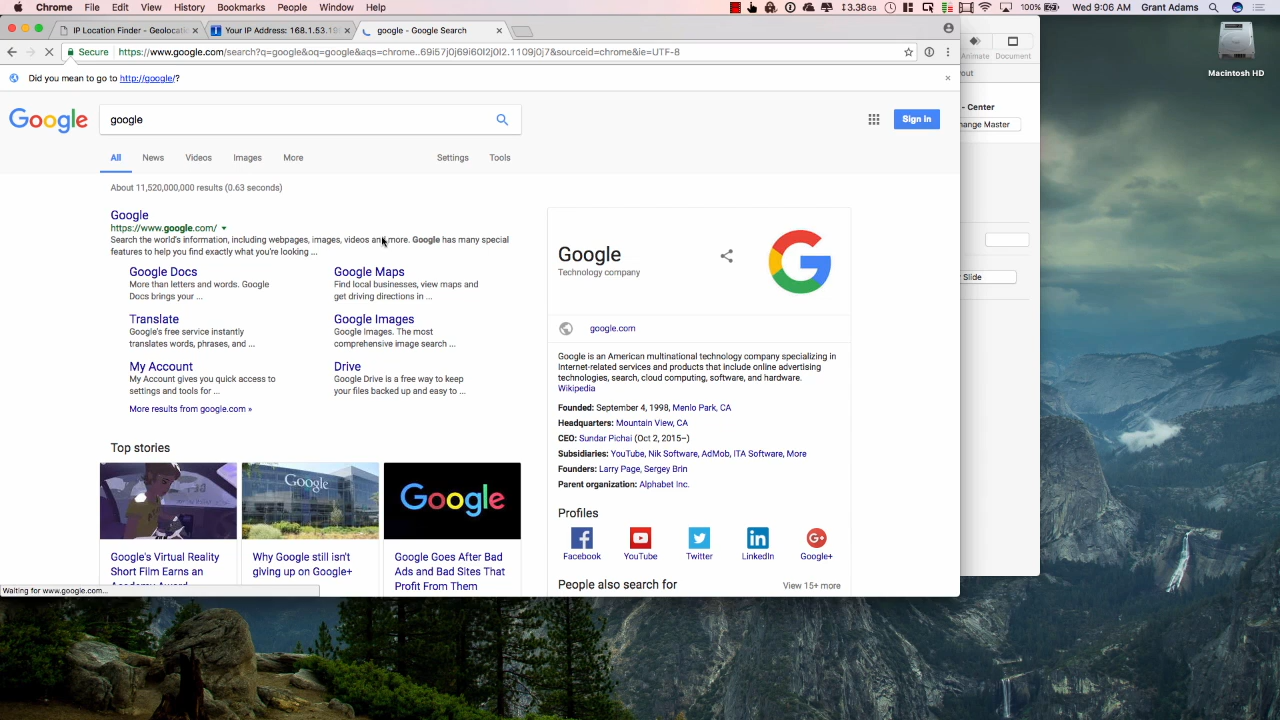 Chrome File Edit View History Bookmarks People Window Help
13.38GB 100% Wed 9:06 AM Grant Adams
IP Location Finder - Geolocati
Your IP Address: 168.1.53.19
google - Google Search
Secure https://www.google.com/search?q=google&oq=google&aqs=chrome..69i57j0j69i60l2j0l2.1109j0j7&sourceid=chrome&ie=UTF-8
Did you mean to go to http://google/?
Animate Document
out
- Center
hange Master
Slide
Macintosh HD
Google
google
Sign in
All News Videos Images More Settings Tools
About 11,520,000,000 results (0.63 seconds)
Google
https://www.google.com/
Search the world's information, including webpages, images, videos and more. Google has many special
features to help you find exactly what you're looking ...
Google Docs
More than letters and words. Google
Docs brings your ...
Google Maps
Find local businesses, view maps and
get driving directions in ...
Translate
Google's free service instantly
translates words, phrases, and ...
Google Images
Google Images. The most
comprehensive image search ...
My Account
My Account gives you quick access to
settings and tools for ...
Drive
Google Drive is a free way to keep
your files backed up and easy to ...
More results from google.com »
Top stories
Google
Google
Google's Virtual Reality
Short Film Earns an
Academy Award
Why Google still isn't
giving up on Google+
Google Goes After Bad
Ads and Bad Sites That
Profit From Them
Google
Technology company
G
google.com
Google is an American multinational technology company specializing in
Internet-related services and products that include online advertising
technologies, search, cloud computing, software, and hardware.
Wikipedia
Founded: September 4, 1998, Menlo Park, CA
Headquarters: Mountain View, CA
CEO: Sundar Pichai (Oct 2, 2015–)
Subsidiaries: YouTube, Nik Software, AdMob, ITA Software, More
Founders: Larry Page, Sergey Brin
Parent organization: Alphabet Inc.
Profiles
Facebook YouTube Twitter LinkedIn Google+
People also search for View 15+ more
Waiting for www.google.com...